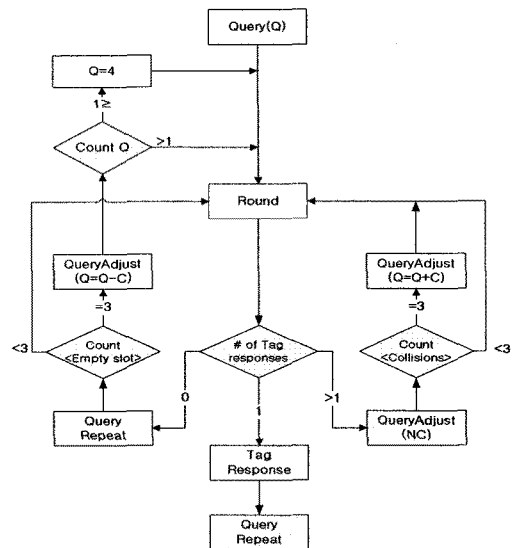 Query(Q)
Q=4
1≥
Count Q
>1
Round
QueryAdjust
(Q=Q-C)
QueryAdjust
(Q=Q+C)
=3
=3
<3
Count
<Empty slot>
# of Tag
responses
Count
<Collisions>
<3
0
1
>1
Query
Repeat
QueryAdjust
(NC)
Tag
Response
Query
Repeat